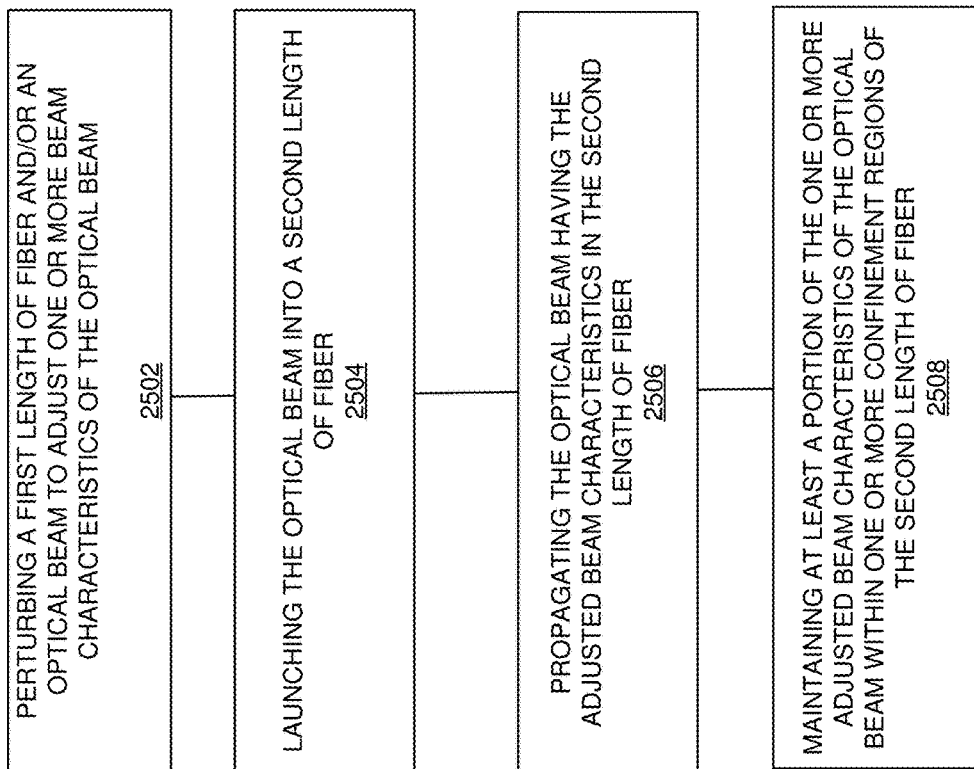 PERTURBING A FIRST LENGTH OF FIBER AND/OR AN
OPTICAL BEAM TO ADJUST ONE OR MORE BEAM
CHARACTERISTICS OF THE OPTICAL BEAM
2502
LAUNCHING THE OPTICAL BEAM INTO A SECOND LENGTH
OF FIBER
2504
PROPAGATING THE OPTICAL BEAM HAVING THE
ADJUSTED BEAM CHARACTERISTICS IN THE SECOND
LENGTH OF FIBER
2506
MAINTAINING AT LEAST A PORTION OF THE ONE OR MORE
ADJUSTED BEAM CHARACTERISTICS OF THE OPTICAL
BEAM WITHIN ONE OR MORE CONFINEMENT REGIONS OF
THE SECOND LENGTH OF FIBER
2508